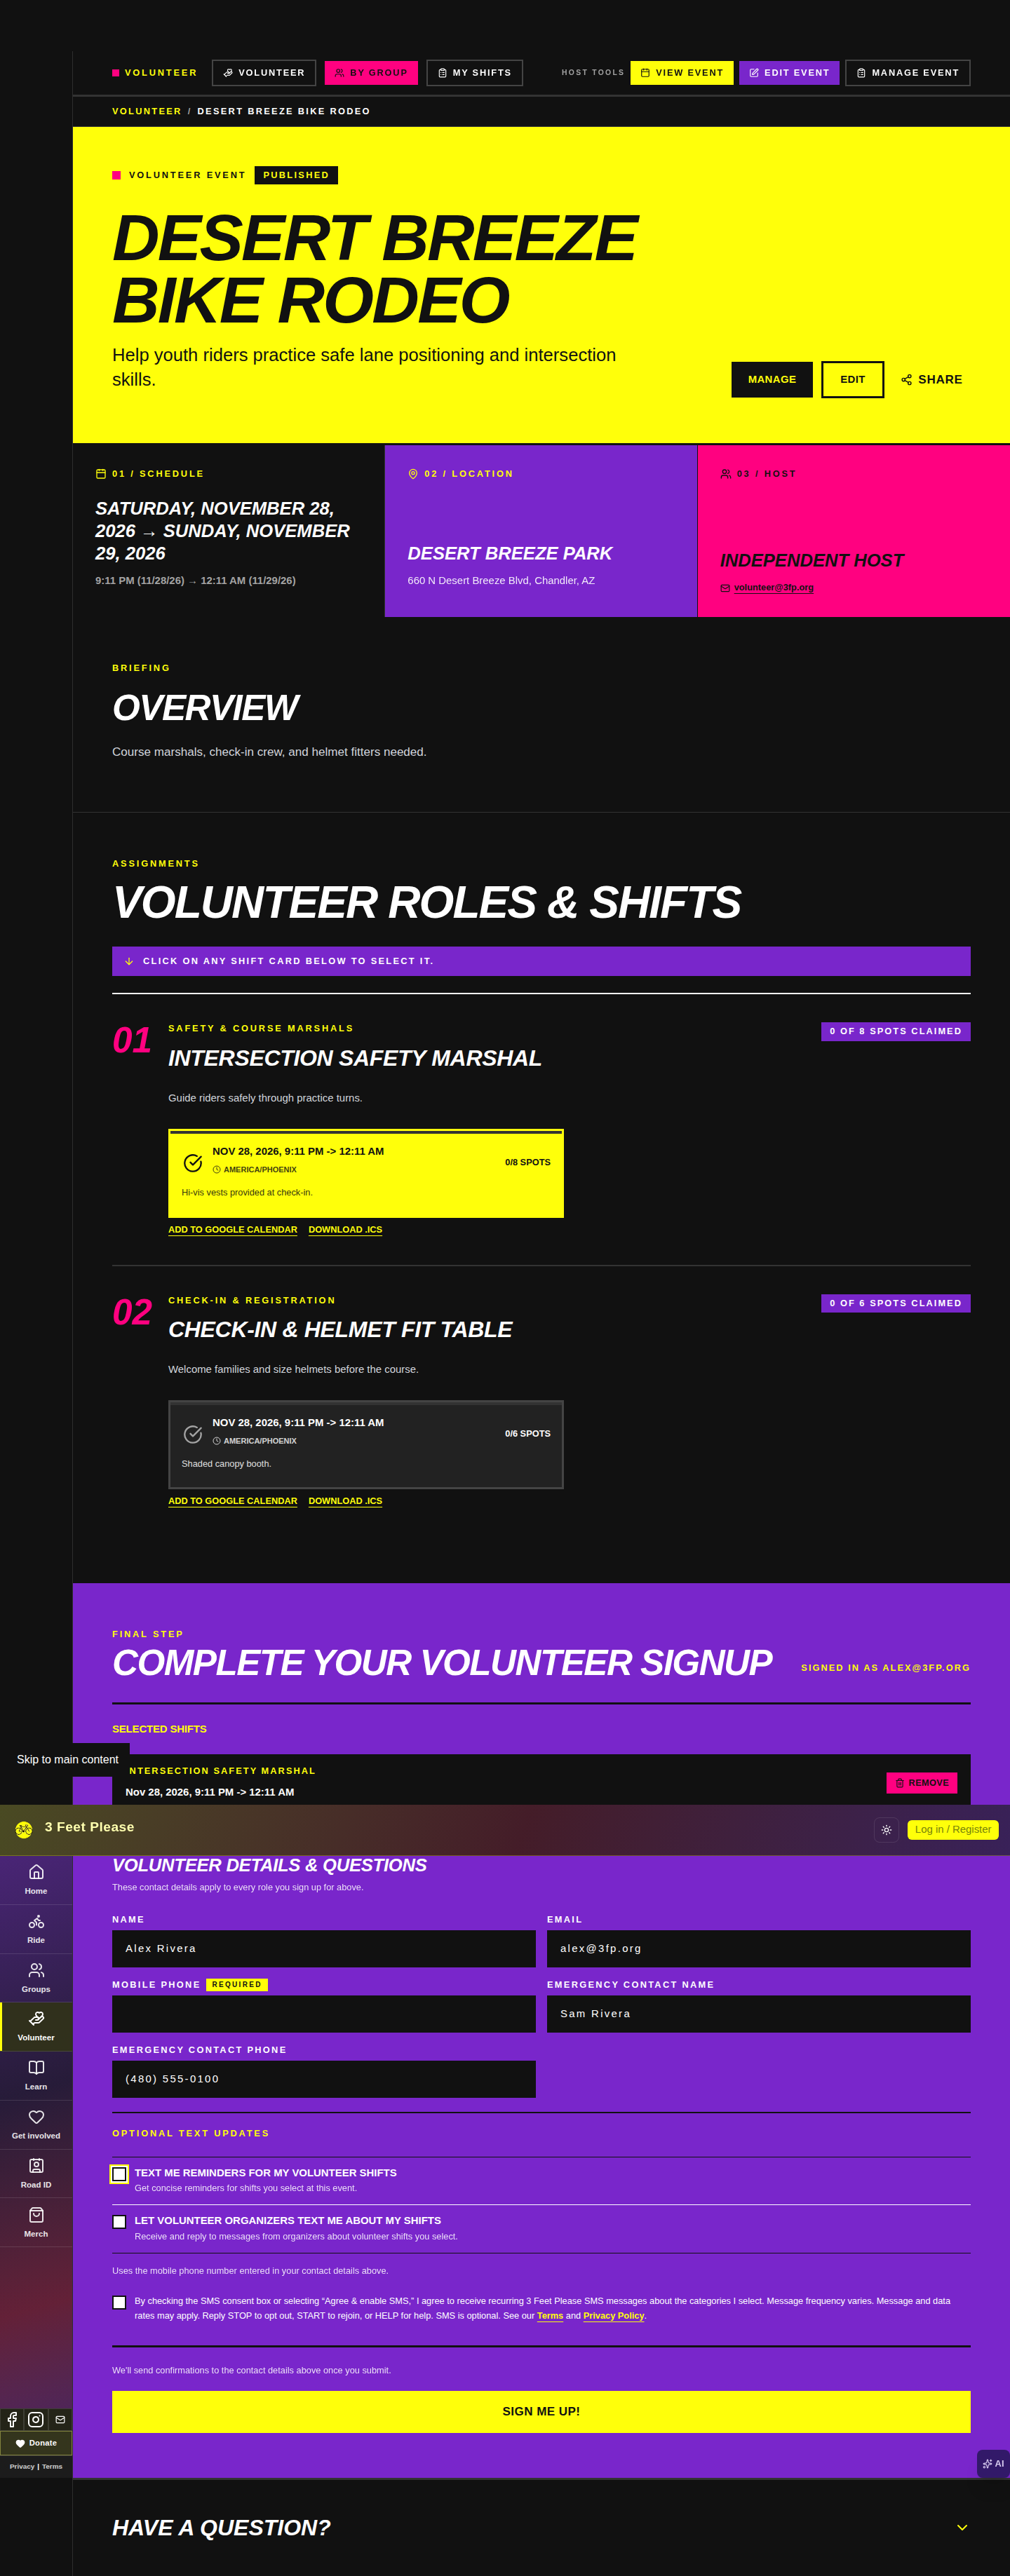 VOLUNTEER
VOLUNTEER
BY GROUP
MY SHIFTS
HOST TOOLS
VIEW EVENT
EDIT EVENT
MANAGE EVENT
VOLUNTEER / DESERT BREEZE BIKE RODEO
VOLUNTEER EVENT
PUBLISHED
DESERT BREEZE
BIKE RODEO
Help youth riders practice safe lane positioning and intersection
skills.
MANAGE
EDIT
SHARE
01 / SCHEDULE
SATURDAY, NOVEMBER 28,
2026 → SUNDAY, NOVEMBER
29, 2026
9:11 PM (11/28/26) → 12:11 AM (11/29/26)
02 / LOCATION
DESERT BREEZE PARK
660 N Desert Breeze Blvd, Chandler, AZ
03 / HOST
INDEPENDENT HOST
volunteer@3fp.org
BRIEFING
OVERVIEW
Course marshals, check-in crew, and helmet fitters needed.
ASSIGNMENTS
VOLUNTEER ROLES & SHIFTS
CLICK ON ANY SHIFT CARD BELOW TO SELECT IT.
01
SAFETY & COURSE MARSHALS
0 OF 8 SPOTS CLAIMED
INTERSECTION SAFETY MARSHAL
Guide riders safely through practice turns.
NOV 28, 2026, 9:11 PM -> 12:11 AM
AMERICA/PHOENIX
0/8 SPOTS
Hi-vis vests provided at check-in.
ADD TO GOOGLE CALENDAR
DOWNLOAD .ICS
02
CHECK-IN & REGISTRATION
0 OF 6 SPOTS CLAIMED
CHECK-IN & HELMET FIT TABLE
Welcome families and size helmets before the course.
NOV 28, 2026, 9:11 PM -> 12:11 AM
AMERICA/PHOENIX
0/6 SPOTS
Shaded canopy booth.
ADD TO GOOGLE CALENDAR
DOWNLOAD .ICS
FINAL STEP
COMPLETE YOUR VOLUNTEER SIGNUP
SIGNED IN AS ALEX@3FP.ORG
SELECTED SHIFTS
Skip to main content
NTERSECTION SAFETY MARSHAL
Nov 28, 2026, 9:11 PM -> 12:11 AM
REMOVE
3 Feet Please
Log in / Register
Home
Ride
Groups
Volunteer
Learn
Get involved
Road ID
Merch
Donate
Privacy | Terms
VOLUNTEER DETAILS & QUESTIONS
These contact details apply to every role you sign up for above.
NAME
Alex Rivera
EMAIL
alex@3fp.org
MOBILE PHONE
REQUIRED
EMERGENCY CONTACT NAME
Sam Rivera
EMERGENCY CONTACT PHONE
(480) 555-0100
OPTIONAL TEXT UPDATES
TEXT ME REMINDERS FOR MY VOLUNTEER SHIFTS
Get concise reminders for shifts you select at this event.
LET VOLUNTEER ORGANIZERS TEXT ME ABOUT MY SHIFTS
Receive and reply to messages from organizers about volunteer shifts you select.
Uses the mobile phone number entered in your contact details above.
By checking the SMS consent box or selecting “Agree & enable SMS,” I agree to receive recurring 3 Feet Please SMS messages about the categories I select. Message frequency varies. Message and data
rates may apply. Reply STOP to opt out, START to rejoin, or HELP for help. SMS is optional. See our Terms and Privacy Policy.
We'll send confirmations to the contact details above once you submit.
SIGN ME UP!
AI
HAVE A QUESTION?